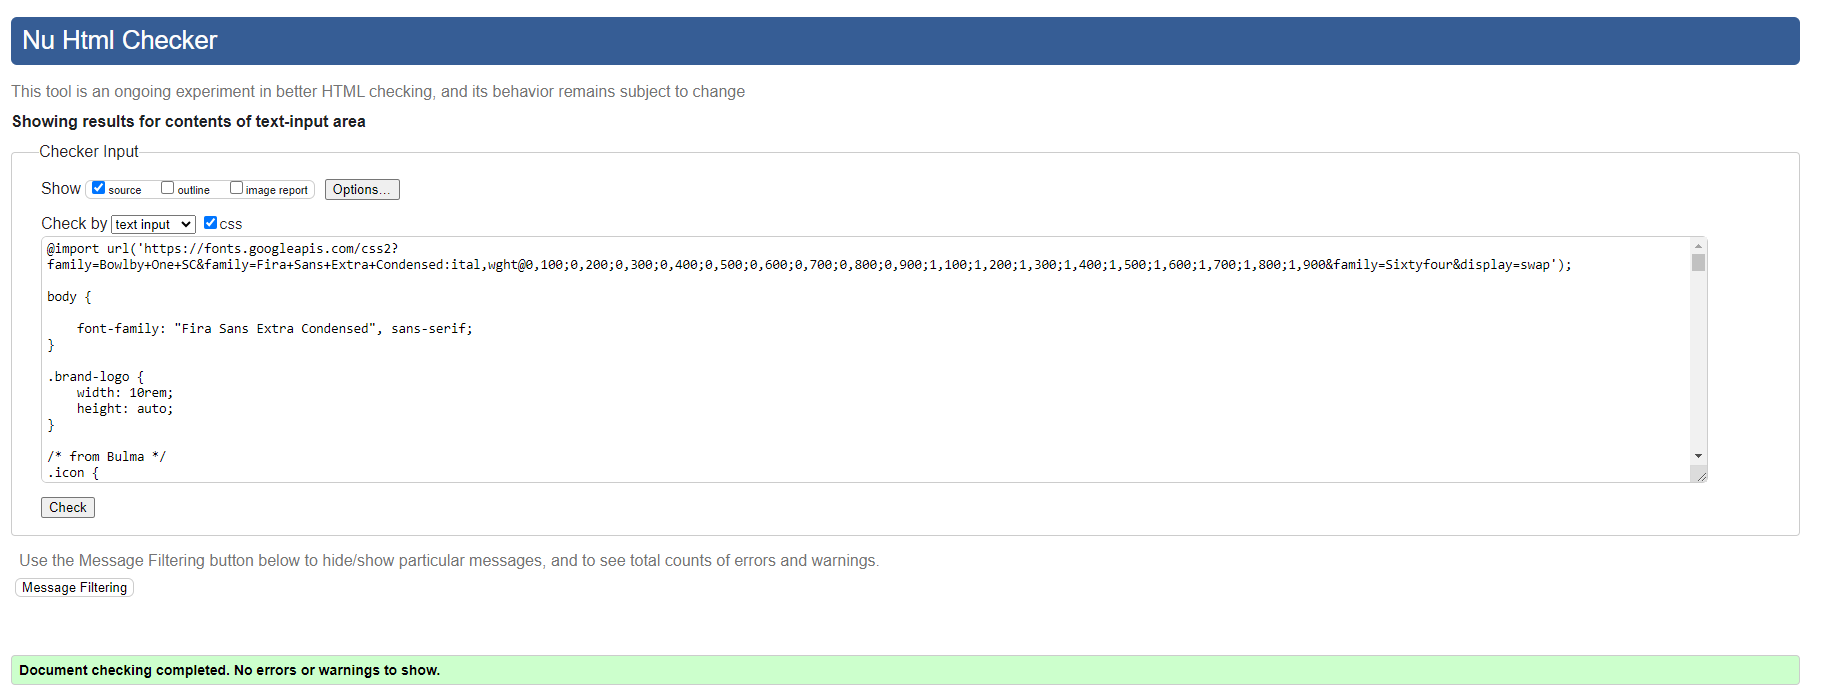 Nu Html Checker
This tool is an ongoing experiment in better HTML checking, and its behavior remains subject to change
Showing results for contents of text-input area
Checker Input
Show source outline image report Options...
Check by text input css
@import url('https://fonts.googleapis.com/css2?
family=Bowlby+One+SC&family=Fira+Sans+Extra+Condensed:ital,wght@0,100;0,200;0,300;0,400;0,500;0,600;0,700;0,800;0,900;1,100;1,200;1,300;1,400;1,500;1,600;1,700;1,800;1,900&family=Sixtyfour&display=swap');
body {
font-family: "Fira Sans Extra Condensed", sans-serif;
}
.brand-logo {
width: 10rem;
height: auto;
}
/* from Bulma */
.icon {
Check
Use the Message Filtering button below to hide/show particular messages, and to see total counts of errors and warnings.
Message Filtering
Document checking completed. No errors or warnings to show.